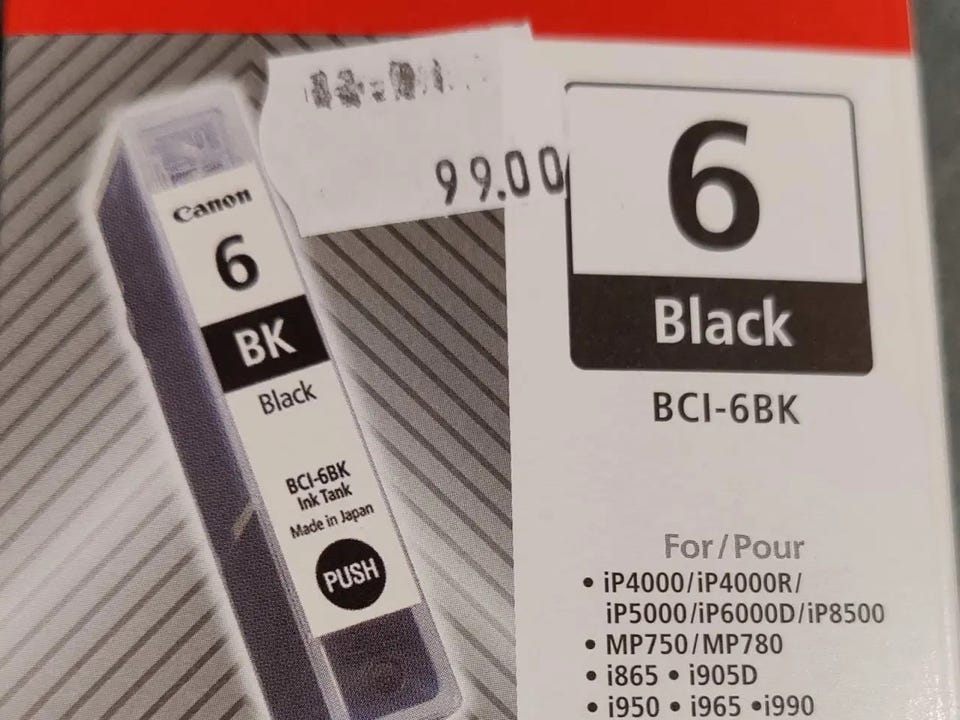 99.00
Canon
6
BK
Black
BCI-6BK
Ink Tank
Made in Japan
PUSH
6
Black
BCI-6BK
For/Pour
• iP4000/iP4000R/
iP5000/iP6000D/iP8500
• MP750/MP780
• i865 • i905D
• i950 • i965 •i990